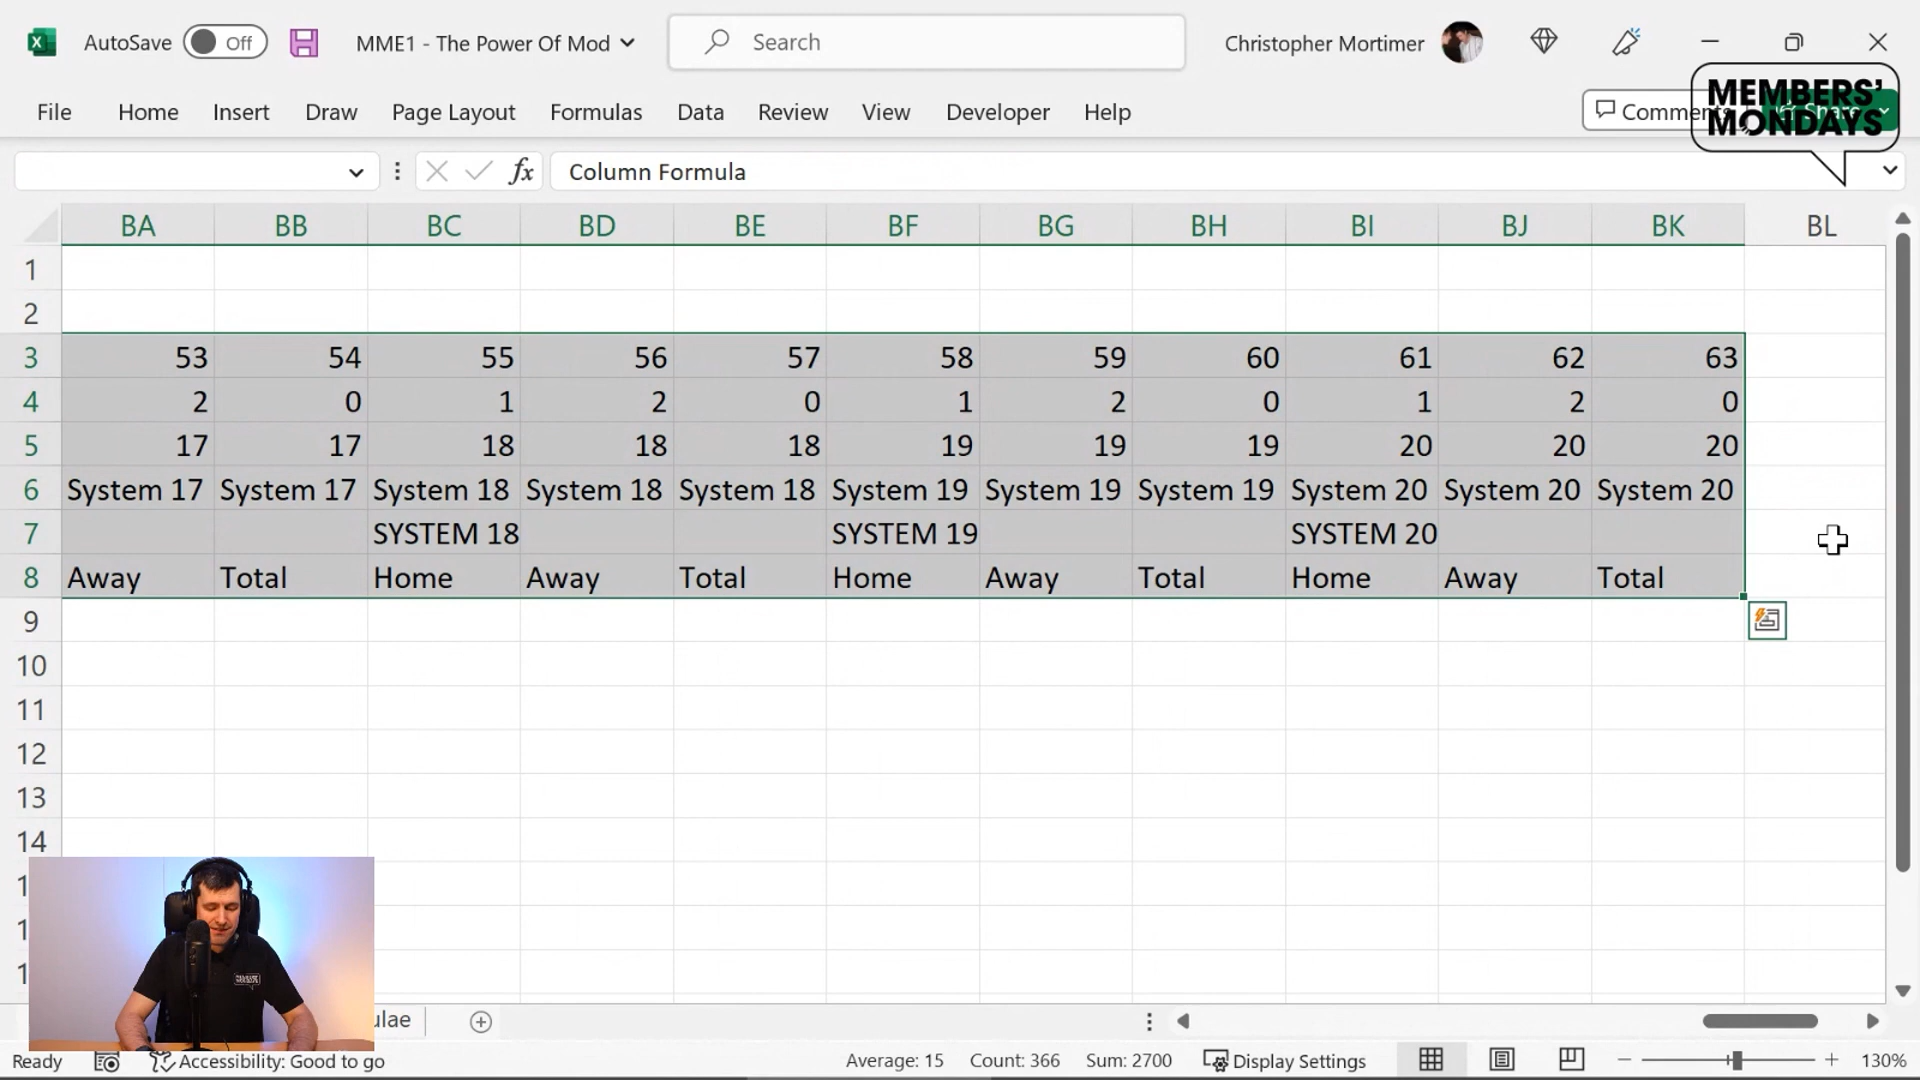 AutoSave Off MME1 - The Power Of Mod Search Christopher Mortimer
File Home Insert Draw Page Layout Formulas Data Review View Developer Help Comments Share
MEMBERS'
MONDAYS
fx Column Formula
BA BB BC BD BE BF BG BH BI BJ BK BL
1
2
3 53 54 55 56 57 58 59 60 61 62 63
4 2 0 1 2 0 1 2 0 1 2 0
5 17 17 18 18 18 19 19 19 20 20 20
6 System 17 System 17 System 18 System 18 System 18 System 19 System 19 System 19 System 20 System 20 System 20
7 SYSTEM 18 SYSTEM 19 SYSTEM 20
8 Away Total Home Away Total Home Away Total Home Away Total
9
10
11
12
13
14
ulae
Ready Accessibility: Good to go Average: 15 Count: 366 Sum: 2700 Display Settings 130%